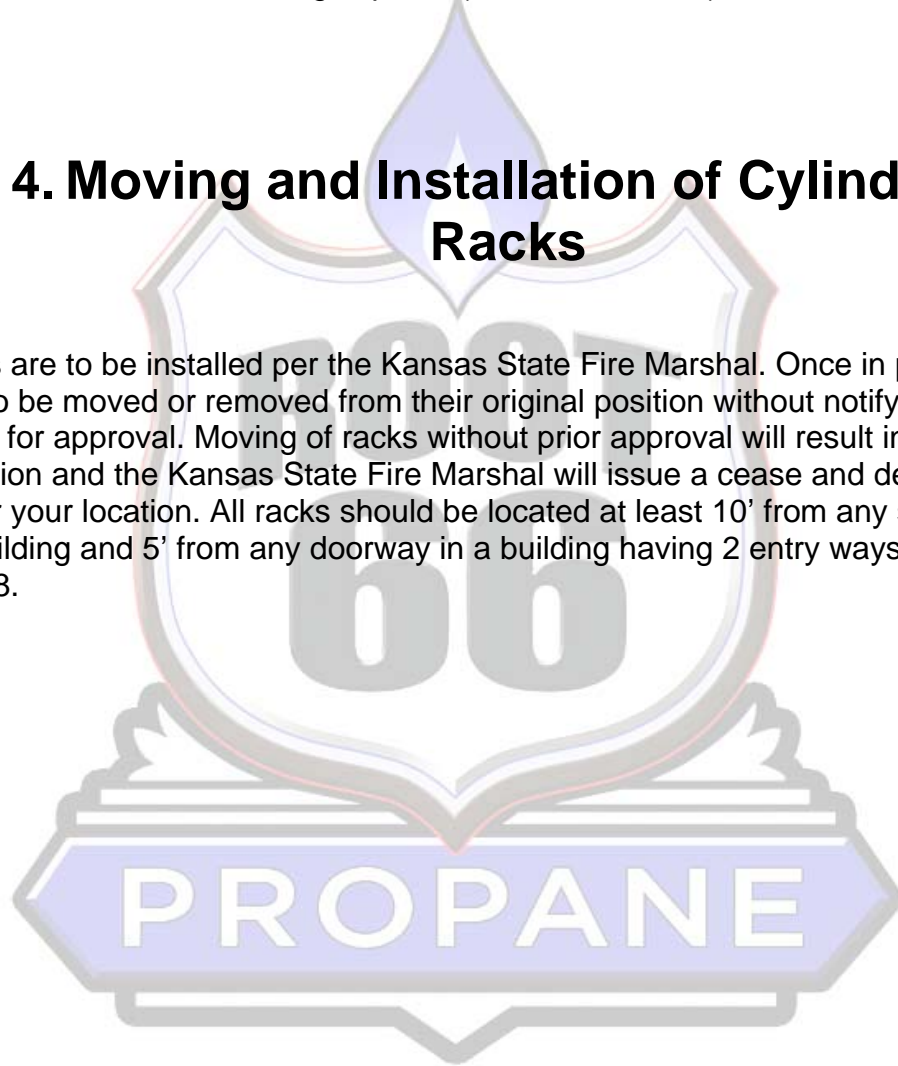 4. Moving and Installation of Cylind
Racks
are to be installed per the Kansas State Fire Marshal. Once in
be moved or removed from their original position without notify
for approval. Moving of racks without prior approval will result in
and the Kansas State Fire Marshal will issue a cease and de
your location. All racks should be located at least 10’ from any
and 5’ from any doorway in a building having 2 entry ways
ROOT
66
PROPANE